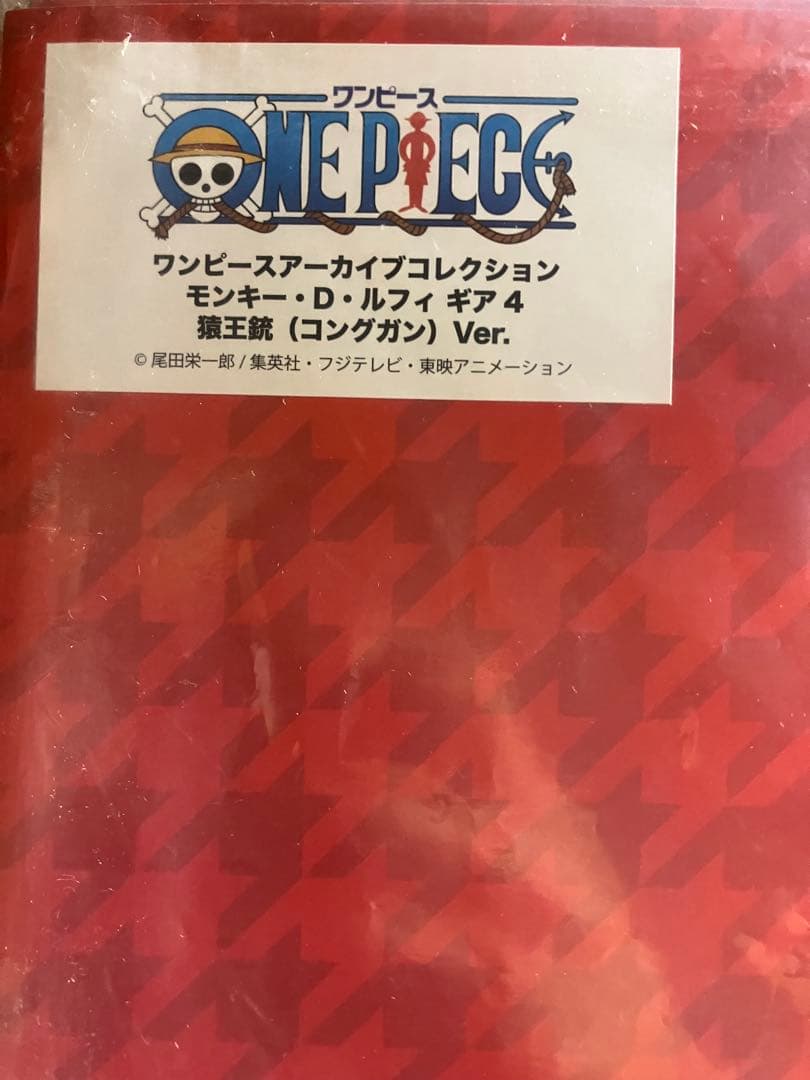 ワンピース
ONE PIECE
ワンピースアーカイブコレクション
モンキー・D・ルフィ ギア4
猿王銃（コングガン）Ver.
© 尾田栄一郎 / 集英社・フジテレビ・東映アニメーション